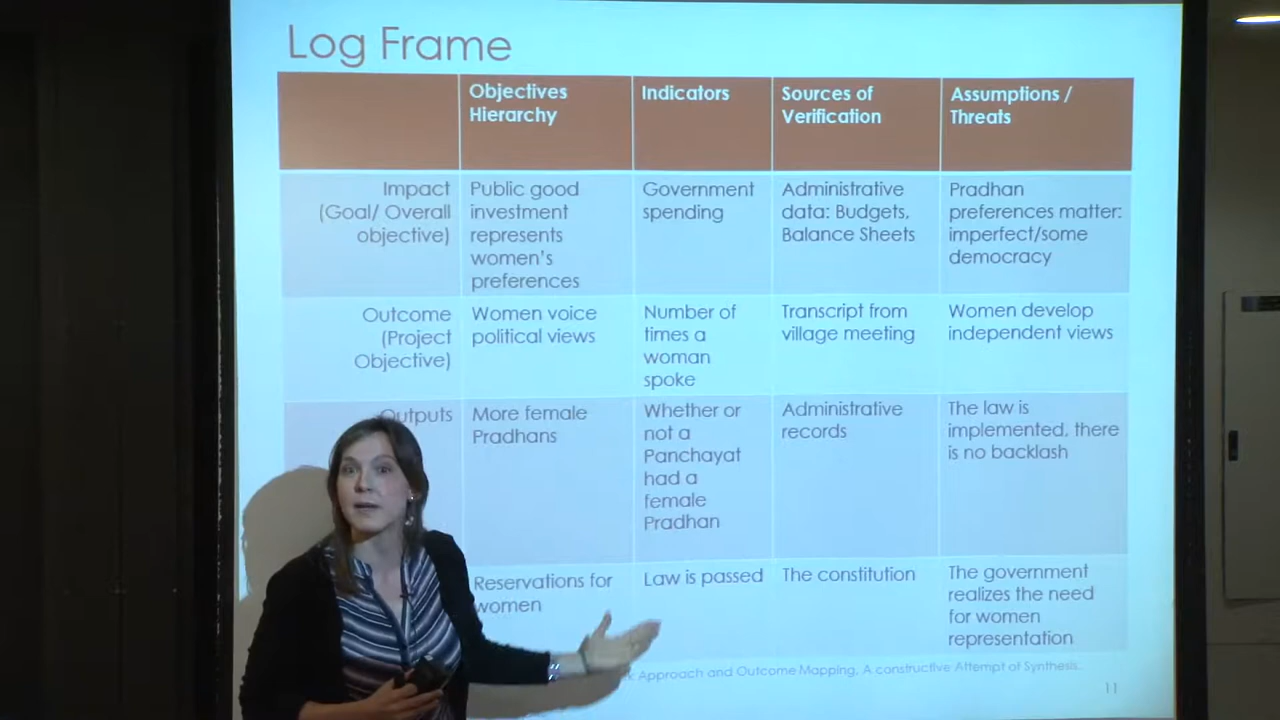 Log Frame
Objectives
Hierarchy
Indicators
Sources of
Verification
Assumptions /
Threats
Impact
(Goal/ Overall
objective)
Public good
investment
represents
women's
preferences
Government
spending
Administrative
data: Budgets,
Balance Sheets
Pradhan
preferences matter:
imperfect/some
democracy
Outcome
(Project
Objective)
Women voice
political views
Number of
times a
woman
spoke
Transcript from
village meeting
Women develop
independent views
Outputs
More female
Pradhans
Whether or
not a
Panchayat
had a
female
Pradhan
Administrative
records
The law is
implemented, there
is no backlash
Reservations for
women
Law is passed
The constitution
The government
realizes the need
for women
representation
Approach and Outcome Mapping. A constructive Attempt of Synthesis.
11